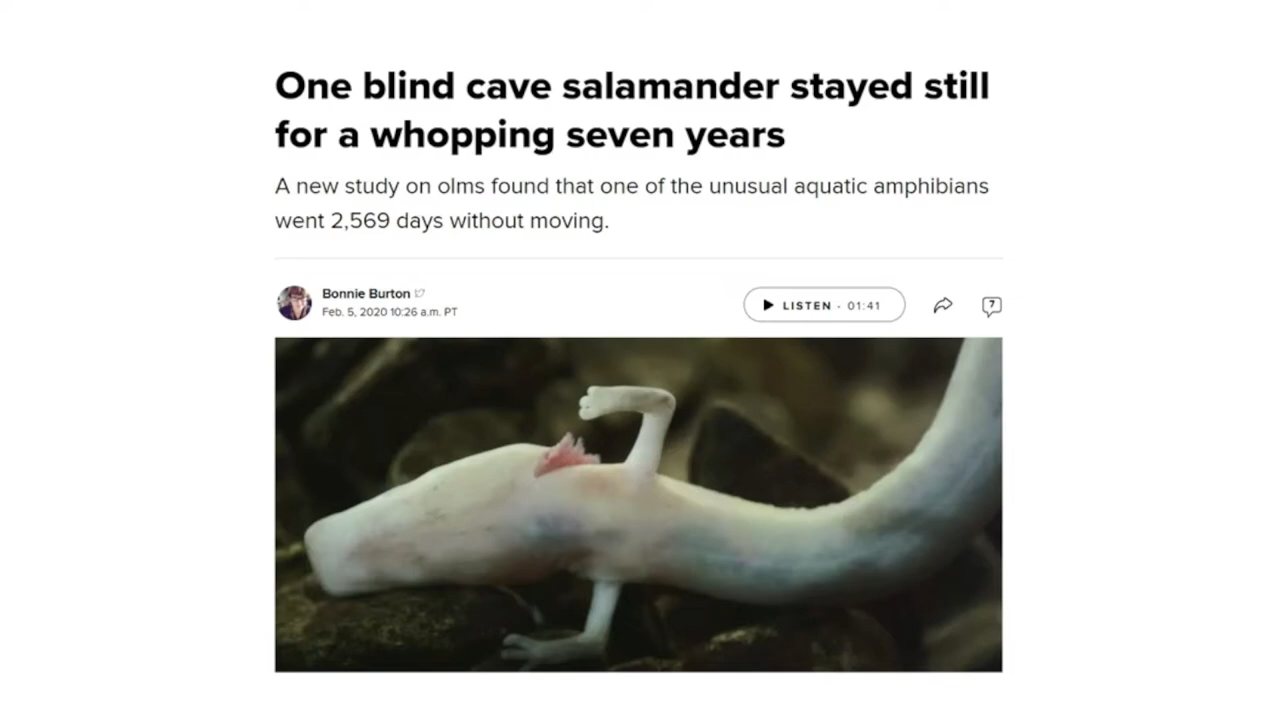 One blind cave salamander stayed still
for a whopping seven years
A new study on olms found that one of the unusual aquatic amphibians
went 2,569 days without moving.
Bonnie Burton
Feb. 5, 2020 10:26 a.m. PT
LISTEN · 01:41
7